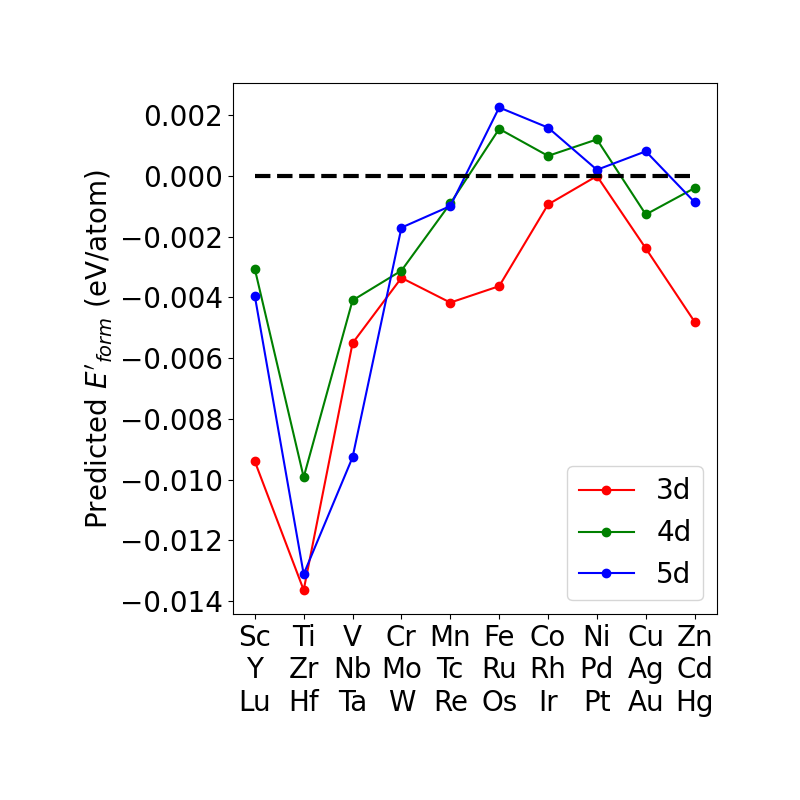 0.002
0.000
−0.002
−0.004
−0.006
−0.008
−0.010
−0.012
−0.014
Predicted E'form (eV/atom)
3d
4d
5d
Sc Ti V Cr Mn Fe Co Ni Cu Zn
Y Zr Nb Mo Tc Ru Rh Pd Ag Cd
Lu Hf Ta W Re Os Ir Pt Au Hg